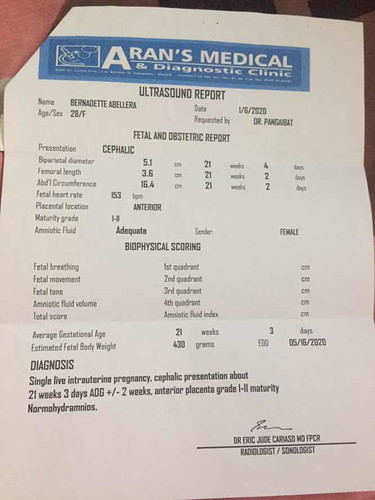 ARAN'S MEDICAL
& Diagnostic Clinic
ULTRASOUND REPORT
Name BERNADETTE ABELLERA Date 1/6/2020
Age/Sex 28/F Requested by DR. PANGAIBAT
FETAL AND OBSTETRIC REPORT
Presentation CEPHALIC
Biparietal diameter 5.1 cm 21 weeks 4 days
Femoral length 3.6 cm 21 weeks 2 days
Abd'l Circumference 16.4 cm 21 weeks 2 days
Fetal heart rate 153 bpm
Placental location ANTERIOR
Maturity grade I-II
Amniotic Fluid Adequate Gender: FEMALE
BIOPHYSICAL SCORING
Fetal breathing 1st quadrant cm
Fetal movement 2nd quadrant cm
Fetal tone 3rd quadrant cm
Amniotic fluid volume 4th quadrant cm
Total score Amniotic fluid index cm
Average Gestational Age 21 weeks 3 days
Estimated Fetal Body Weight 430 grams EDD 05/16/2020
DIAGNOSIS
Single live intrauterine pregnancy, cephalic presentation about
21 weeks 3 days AOG +/- 2 weeks, anterior placenta grade I-II maturity
Normohydramnios.
DR ERIC JUDE CARIASO MD FPCR
RADIOLOGIST / SONOLOGIST